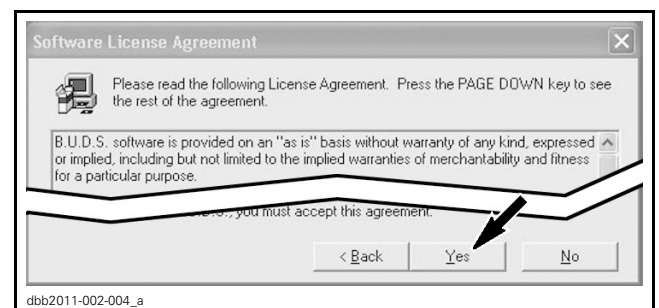 Software License Agreement
Please read the following License Agreement. Press the PAGE DOWN key to see
the rest of the agreement.
B.U.D.S. software is provided on an "as is" basis without warranty of any kind, expressed
or implied, including but not limited to the implied warranties of merchantability and fitness
for a particular purpose.
you must accept this agreement.
< Back Yes No
dbb2011-002-004_a